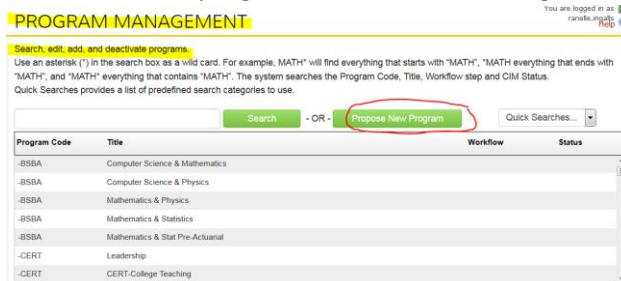 You are logged in as
ranelle.ingalls
Help
PROGRAM MANAGEMENT
Search, edit, add, and deactivate programs.
Use an asterisk (*) in the search box as a wild card. For example, MATH* will find everything that starts with "MATH", "MATH everything that ends with
"MATH", and "MATH* everything that contains "MATH". The system searches the Program Code, Title, Workflow step and CIM
Status.
Quick Searches provides a list of predefined search categories to use.
Search - OR - Propose New Program Quick Searches...
Program Code Title Workflow Status
-BSBA Computer Science & Mathematics
-BSBA Computer Science & Physics
-BSBA Mathematics & Physics
-BSBA Mathematics & Statistics
-BSBA Mathematics & Stat Pre-Actuarial
-CERT Leadership
-CERT CERT-College Teaching